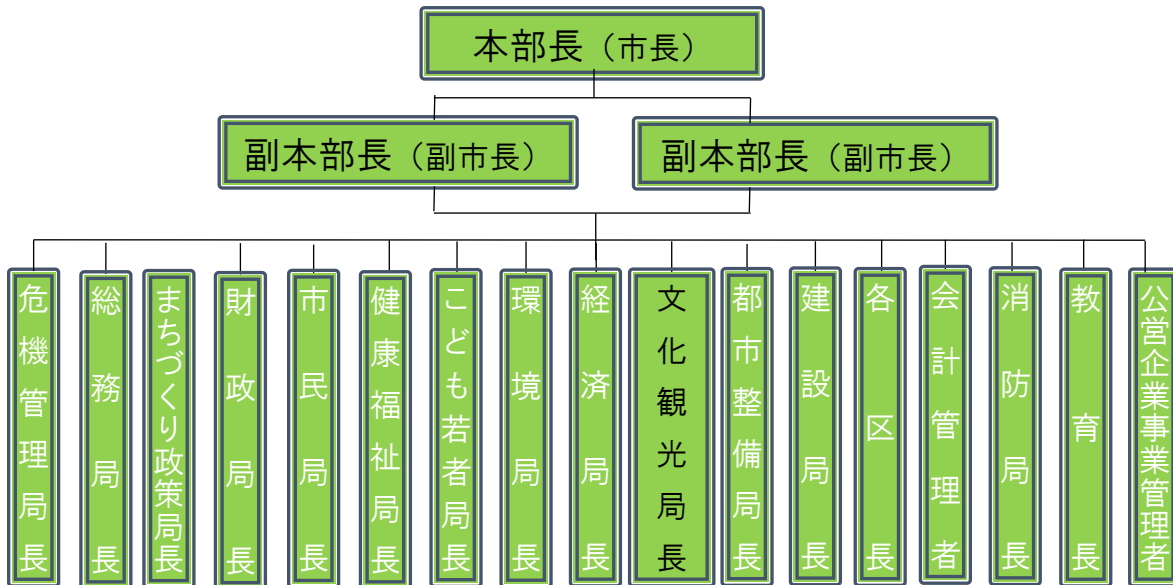 本部長（市長）
副本部長（副市長）
副本部長（副市長）
危機管理局長
総務局長
まちづくり政策局長
財政局長
市民局長
健康福祉局長
こども若者局長
環境局長
経済局長
文化観光局長
都市整備局長
建設局長
各区長
会計管理者
消防局長
教育長
公営企業事業管理者